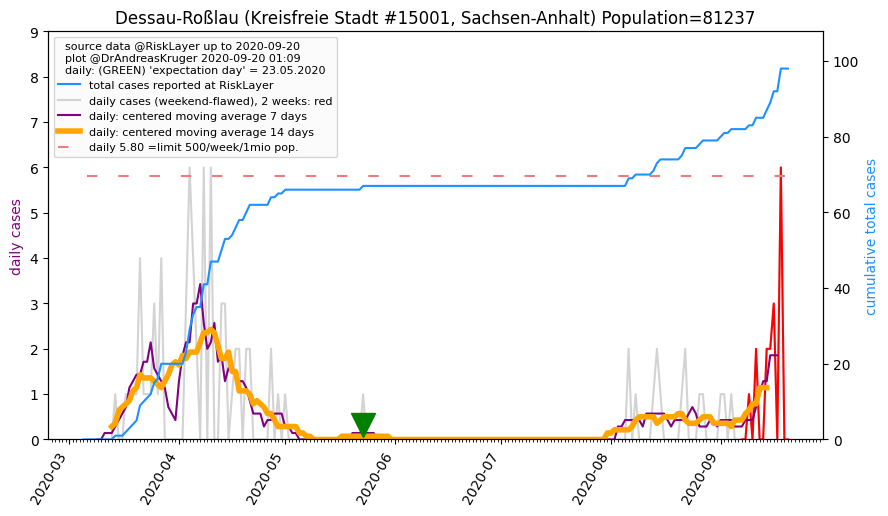 Dessau-Roßlau (Kreisfreie Stadt #15001, Sachsen-Anhalt) Population=81237
source data @RiskLayer up to 2020-09-20
plot @DrAndreasKruger 2020-09-20 01:09
daily: (GREEN) 'expectation day' = 23.05.2020
total cases reported at RiskLayer
daily cases (weekend-flawed), 2 weeks: red
daily: centered moving average 7 days
daily: centered moving average 14 days
daily 5.80 =limit 500/week/1mio pop.
daily cases
9
8
7
6
5
4
3
2
1
0
cumulative total cases
100
80
60
40
20
0
2020-03
2020-04
2020-05
2020-06
2020-07
2020-08
2020-09